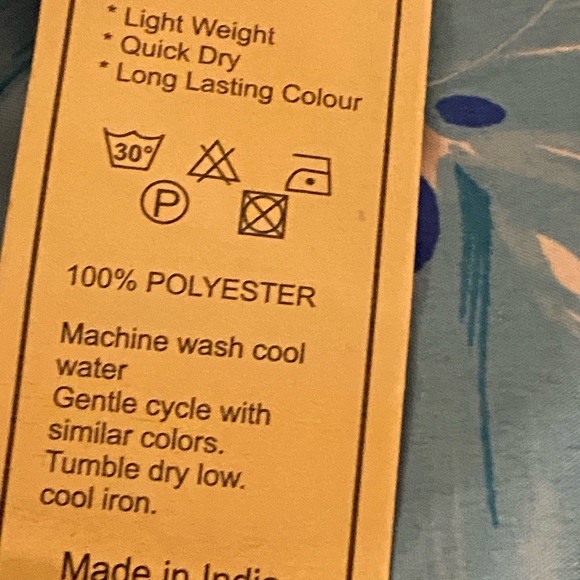 * Light Weight
* Quick Dry
* Long Lasting Colour
30°
P
100% POLYESTER
Machine wash cool
water
Gentle cycle with
similar colors.
Tumble dry low.
cool iron.
Made in